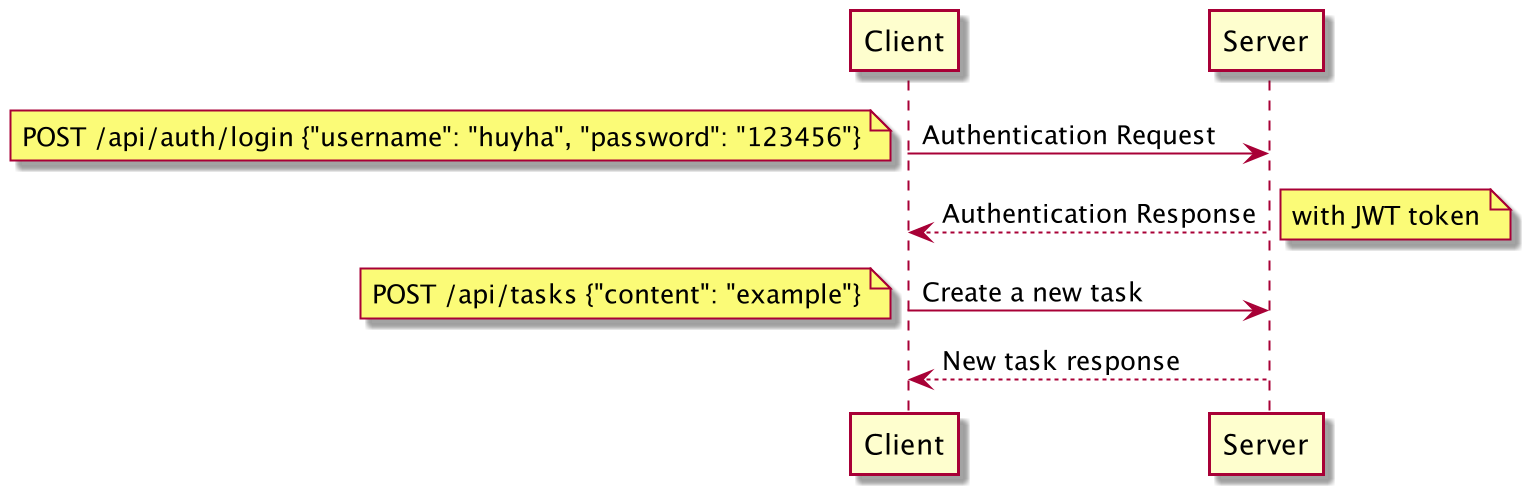 Client
Server
POST /api/auth/login {"username": "huyha", "password": "123456"}
Authentication Request
Authentication Response
with JWT token
POST /api/tasks {"content": "example"}
Create a new task
New task response
Client
Server